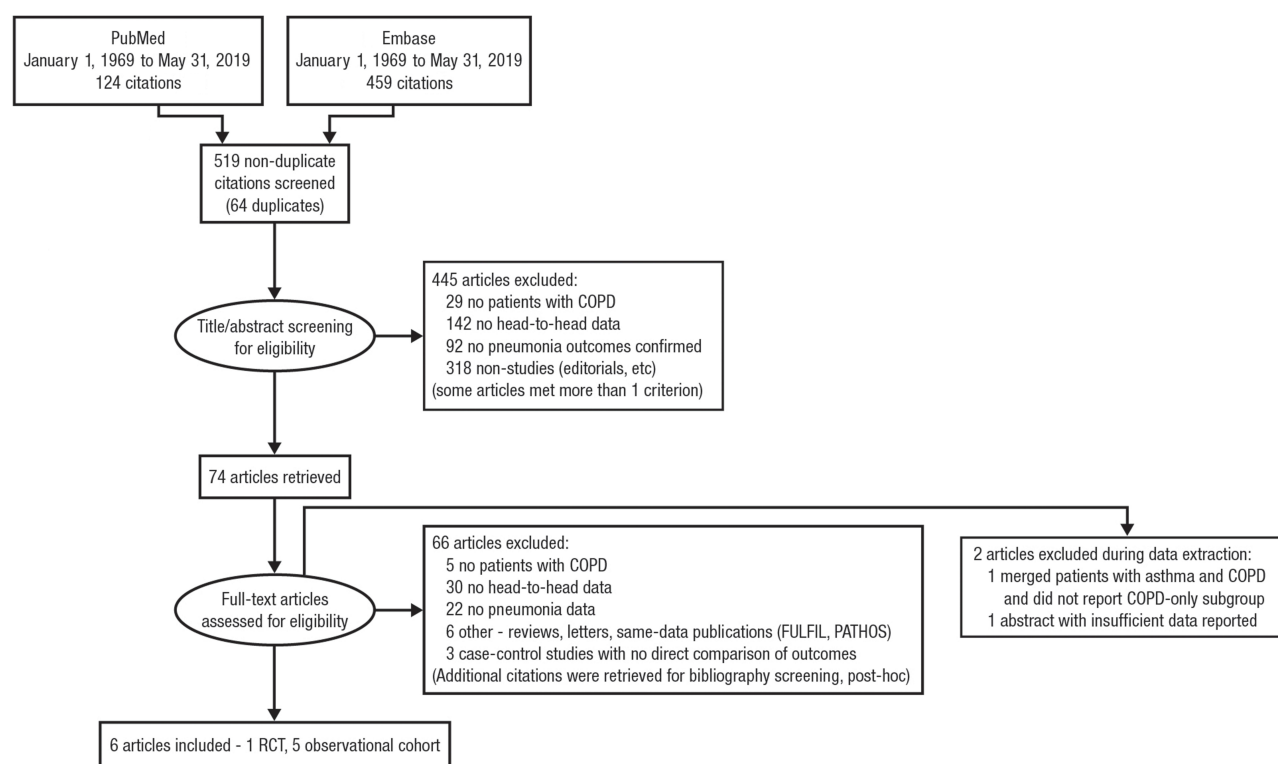 PubMed
January 1, 1969 to May 31, 2019
124 citations
Embase
January 1, 1969 to May 31, 2019
459 citations
519 non-duplicate
citations screened
(64 duplicates)
Title/abstract screening
for eligibility
445 articles excluded:
29 no patients with COPD
142 no head-to-head data
92 no pneumonia outcomes confirmed
318 non-studies (editorials, etc)
(some articles met more than 1 criterion)
74 articles retrieved
Full-text articles
assessed for eligibility
66 articles excluded:
5 no patients with COPD
30 no head-to-head data
22 no pneumonia data
6 other - reviews, letters, same-data publications (FULFIL, PATHOS)
3 case-control studies with no direct comparison of outcomes
(Additional citations were retrieved for bibliography screening, post-hoc)
2 articles excluded during data extraction:
1 merged patients with asthma and COPD
and did not report COPD-only subgroup
1 abstract with insufficient data reported
6 articles included - 1 RCT, 5 observational cohort